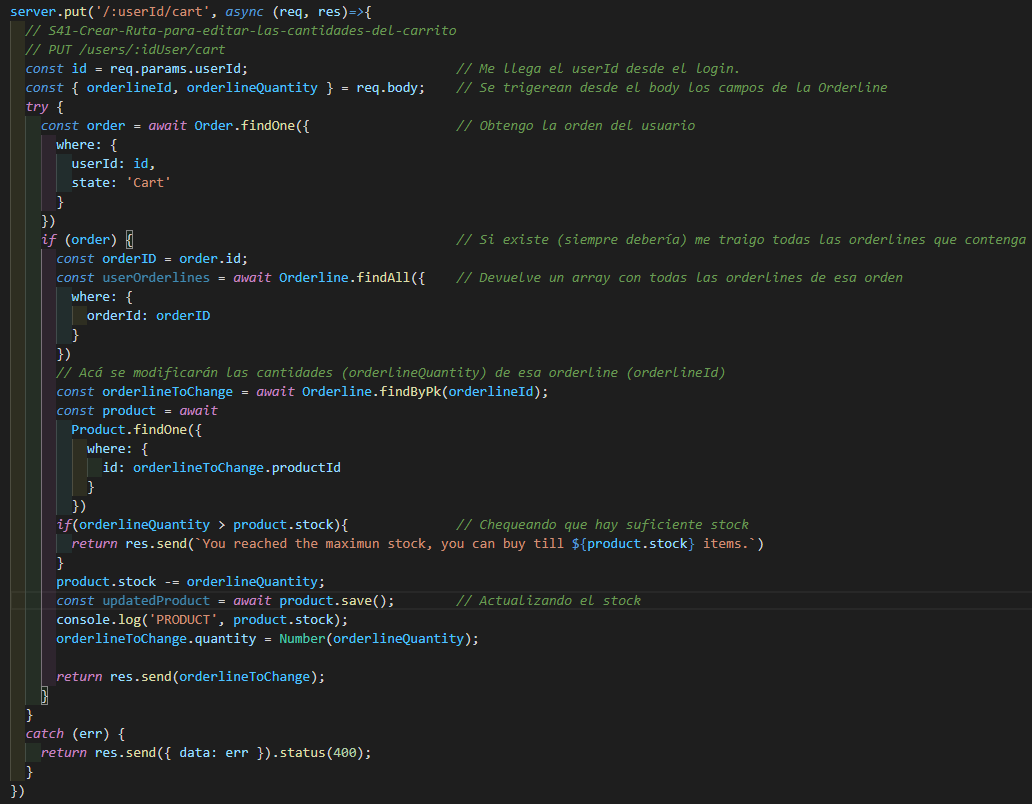 server.put('/:userId/cart', async (req, res)=>{
// S41-Crear-Ruta-para-editar-las-cantidades-del-carrito
// PUT /users/:idUser/cart
const id = req.params.userId; // Me llega el userId desde el login.
const { orderlineId, orderlineQuantity } = req.body; // Se trigerean desde el body los campos de la Orderline
try {
const order = await Order.findOne({ // Obtengo la orden del usuario
where: {
userId: id,
state: 'Cart'
}
})
if (order) { // Si existe (siempre debería) me traigo todas las orderlines que contenga
const orderID = order.id;
const userOrderlines = await Orderline.findAll({ // Devuelve un array con todas las orderlines de esa orden
where: {
orderId: orderID
}
})
// Acá se modificarán las cantidades (orderlineQuantity) de esa orderline (orderlineId)
const orderlineToChange = await Orderline.findByPk(orderlineId);
const product = await
Product.findOne({
where: {
id: orderlineToChange.productId
}
})
if(orderlineQuantity > product.stock){ // Chequeando que hay suficiente stock
return res.send(`You reached the maximun stock, you can buy till ${product.stock} items.`)
}
product.stock -= orderlineQuantity;
const updatedProduct = await product.save(); // Actualizando el stock
console.log('PRODUCT', product.stock);
orderlineToChange.quantity = Number(orderlineQuantity);
return res.send(orderlineToChange);
}
}
catch (err) {
return res.send({ data: err }).status(400);
}
})